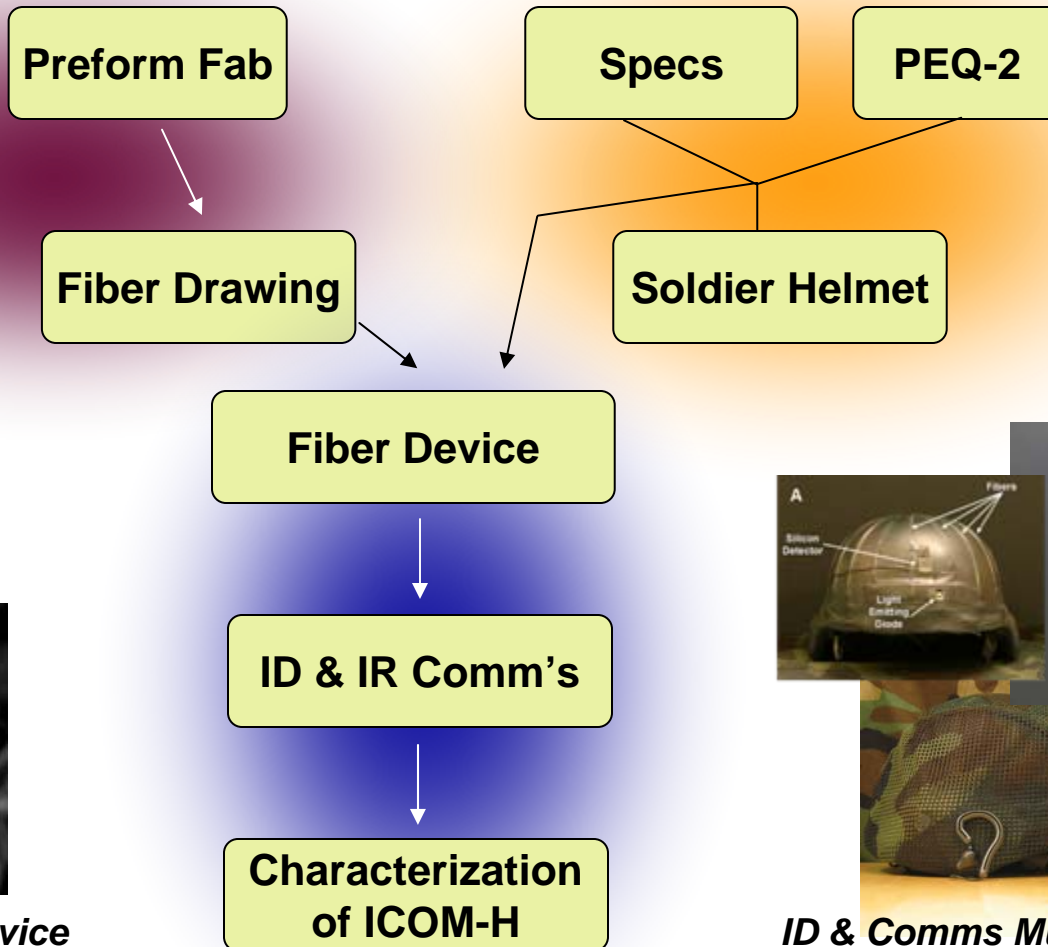 Preform Fab
Specs
PEQ-2
Fiber Drawing
Soldier Helmet
Fiber Device
A
Fibers
Silicon
Detector
Light
Emitting
Diode
ID & IR Comm’s
Characterization
of ICOM-H
vice
ID & Comms Mu